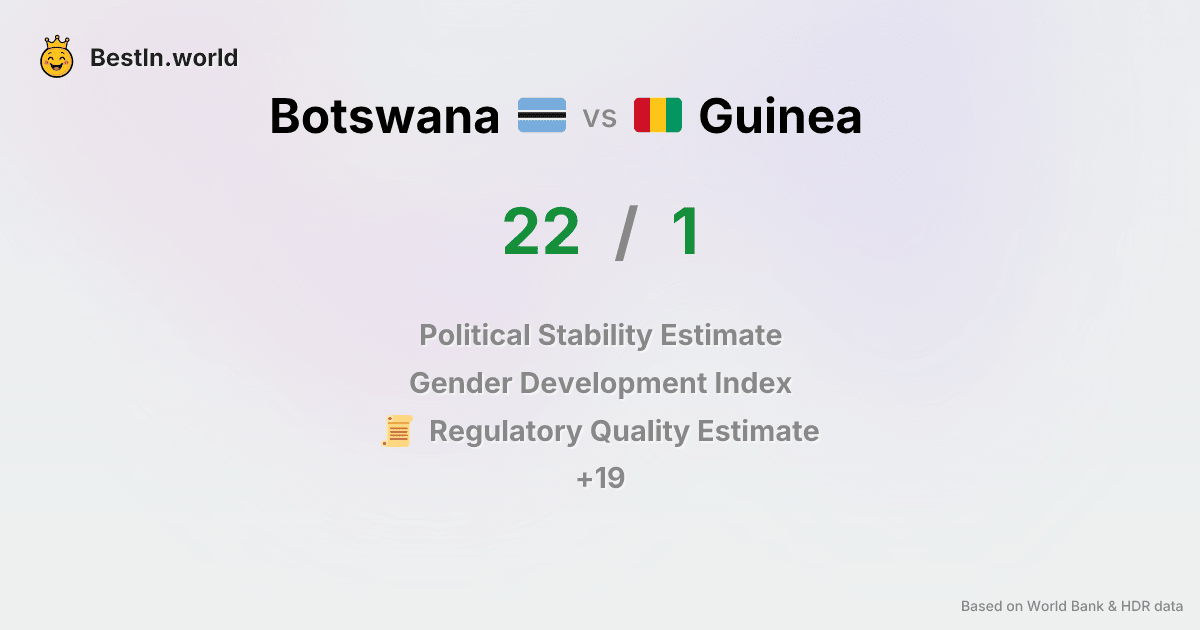 BestIn.world
Botswana vs Guinea
22 / 1
Political Stability Estimate
Gender Development Index
Regulatory Quality Estimate
+19
Based on World Bank & HDR data